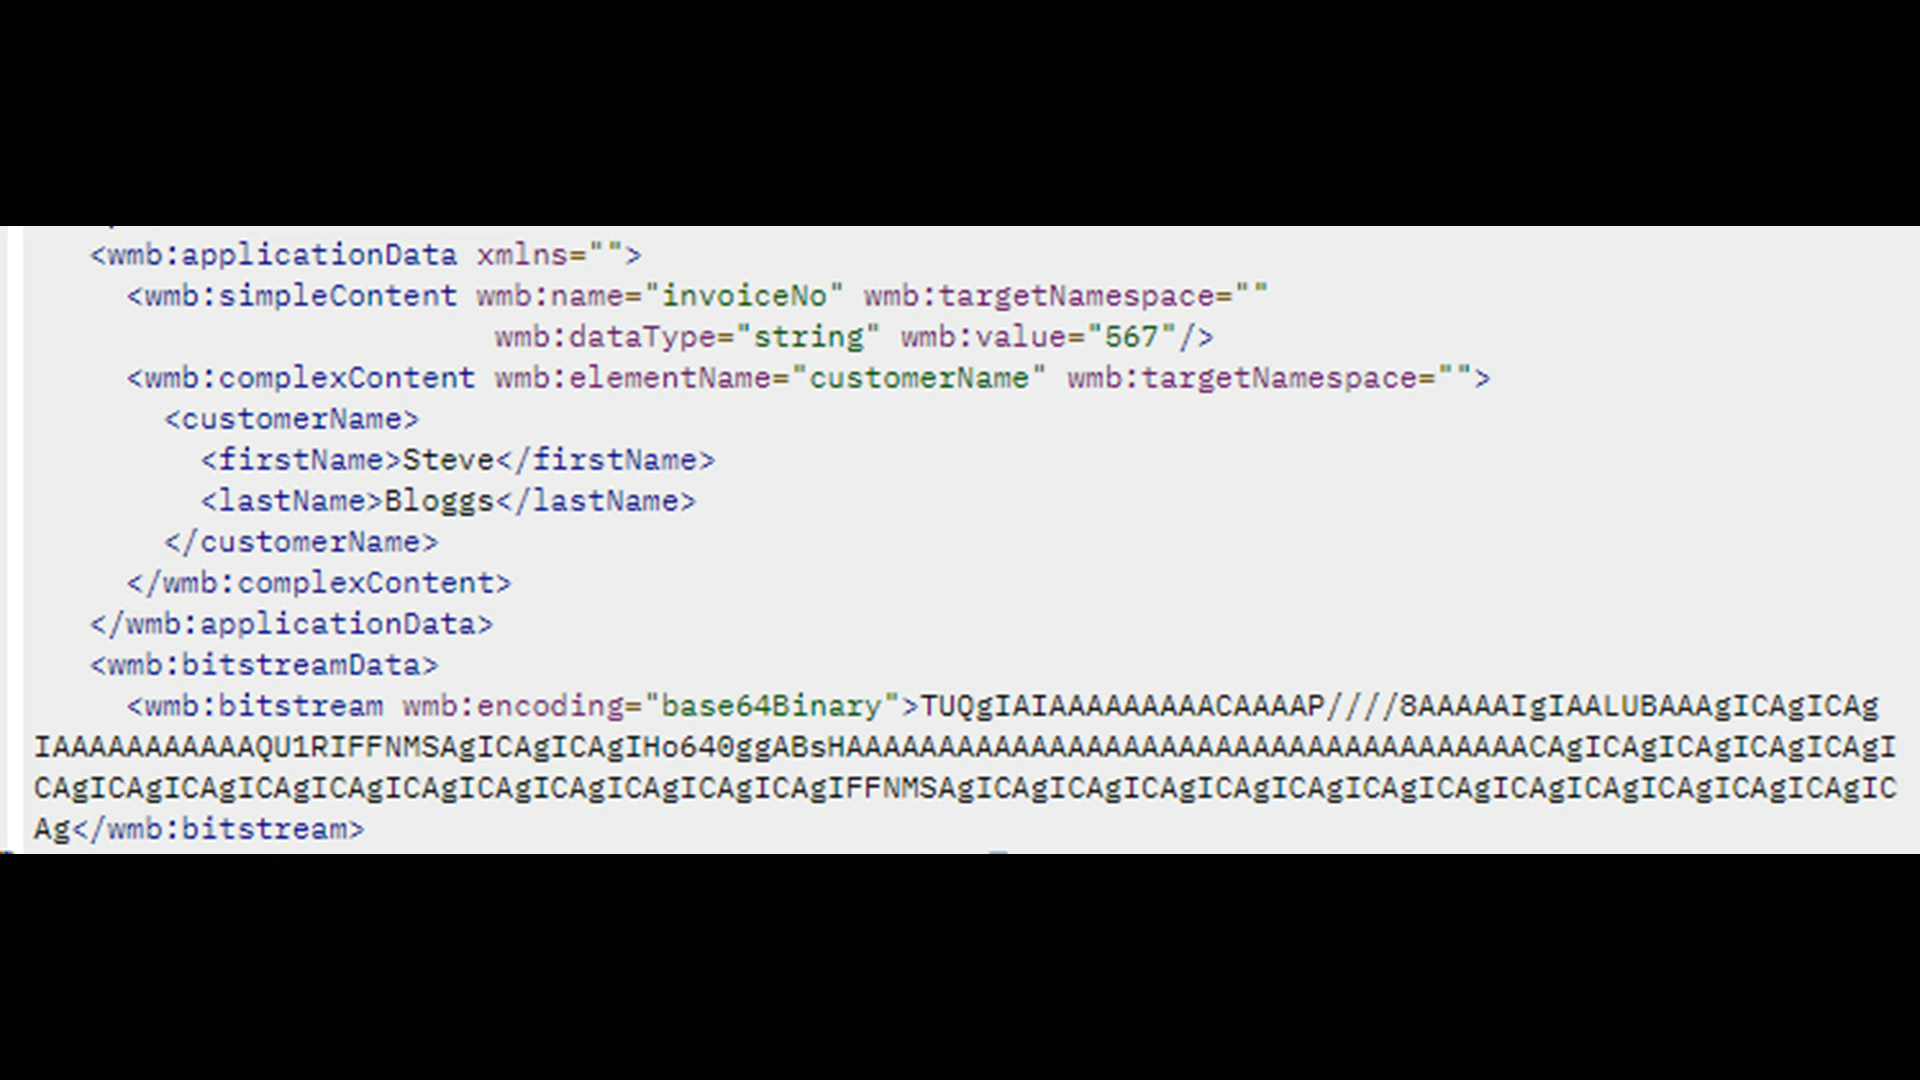 <wmb:applicationData xmlns="">
<wmb:simpleContent wmb:name="invoiceNo" wmb:targetNamespace=""
wmb:dataType="string" wmb:value="567"/>
<wmb:complexContent wmb:elementName="customerName" wmb:targetNamespace="">
<customerName>
<firstName>Steve</firstName>
<lastName>Bloggs</lastName>
</customerName>
</wmb:complexContent>
</wmb:applicationData>
<wmb:bitstreamData>
<wmb:bitstream wmb:encoding="base64Binary">TUQgIAIAAAAAAAAACAAAAP////8AAAAAIgIAALUBAAAgICAgICAg
IAAAAAAAAAAAQU1RIFFNMSAgICAgICAgIHo640ggABsHAAAAAAAAAAAAAAAAAAAAAAAAAAAAAAAAAAAAACAgICAgICAgICAgICAgI
CAgICAgICAgICAgICAgICAgICAgICAgICAgICAgICAgIFFNMSAgICAgICAgICAgICAgICAgICAgICAgICAgICAgICAgICAgICAgIC
Ag</wmb:bitstream>